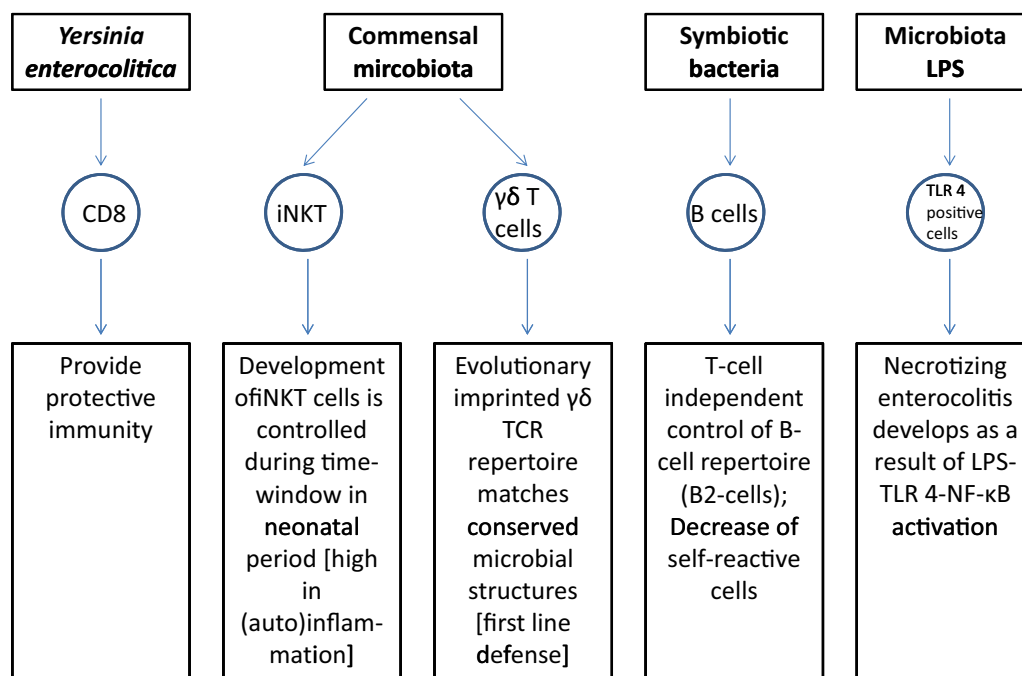 Yersinia
enterocolitica
Commensal
mircobiota
Symbiotic
bacteria
Microbiota
LPS
CD8
iNKT
γδ T
cells
B cells
TLR 4
positive
cells
Provide
protective
immunity
Development
ofiNKT cells is
controlled
during time-
window in
neonatal
period [high
in
(auto)inflam-
mation]
Evolutionary
imprinted γδ
TCR
repertoire
matches
conserved
microbial
structures
[first line
defense]
T-cell
independent
control of B-
cell repertoire
(B2-cells);
Decrease of
self-reactive
cells
Necrotizing
enterocolitis
develops as a
result of LPS-
TLR 4-NF-κB
activation